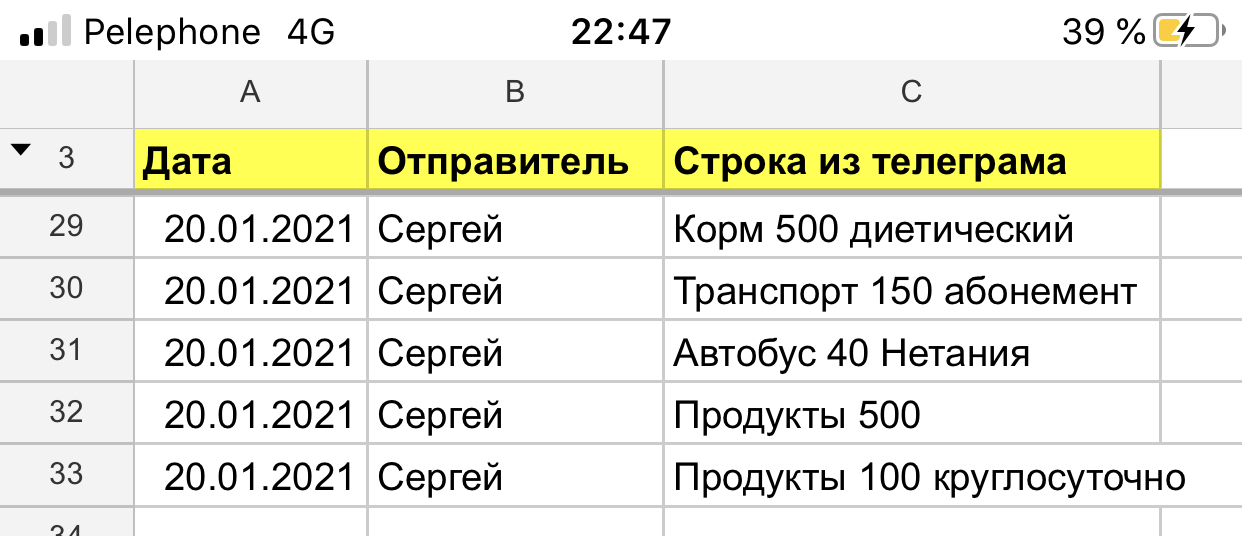 Pelephone 4G 22:47 39 %
A B C
3 Дата Отправитель Строка из телеграма
29 20.01.2021 Сергей Корм 500 диетический
30 20.01.2021 Сергей Транспорт 150 абонемент
31 20.01.2021 Сергей Автобус 40 Нетания
32 20.01.2021 Сергей Продукты 500
33 20.01.2021 Сергей Продукты 100 круглосуточно
34